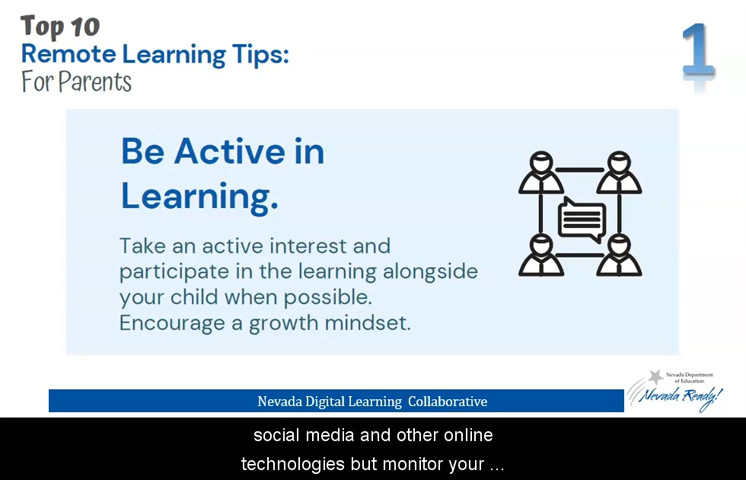 Top 10
Remote Learning Tips:
For Parents
1
Be Active in
Learning.
Take an active interest and
participate in the learning alongside
your child when possible.
Encourage a growth mindset.
Nevada Digital Learning Collaborative
Nevada Department
of Education
Nevada Ready!
social media and other online
technologies but monitor your ...